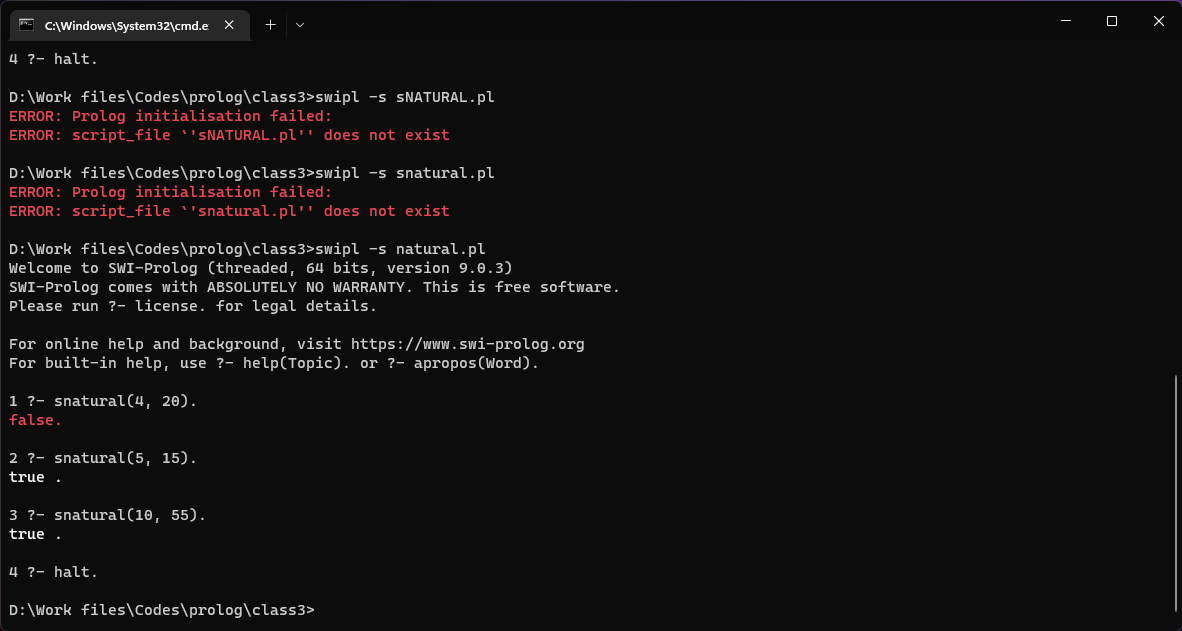 C:\Windows\System32\cmd.e
4 ?- halt.
D:\Work files\Codes\prolog\class3>swipl -s sNATURAL.pl
ERROR: Prolog initialisation failed:
ERROR: script_file `'sNATURAL.pl'' does not exist
D:\Work files\Codes\prolog\class3>swipl -s snatural.pl
ERROR: Prolog initialisation failed:
ERROR: script_file `'snatural.pl'' does not exist
D:\Work files\Codes\prolog\class3>swipl -s natural.pl
Welcome to SWI-Prolog (threaded, 64 bits, version 9.0.3)
SWI-Prolog comes with ABSOLUTELY NO WARRANTY. This is free software.
Please run ?- license. for legal details.
For online help and background, visit https://www.swi-prolog.org
For built-in help, use ?- help(Topic). or ?- apropos(Word).
1 ?- snatural(4, 20).
false.
2 ?- snatural(5, 15).
true .
3 ?- snatural(10, 55).
true .
4 ?- halt.
D:\Work files\Codes\prolog\class3>